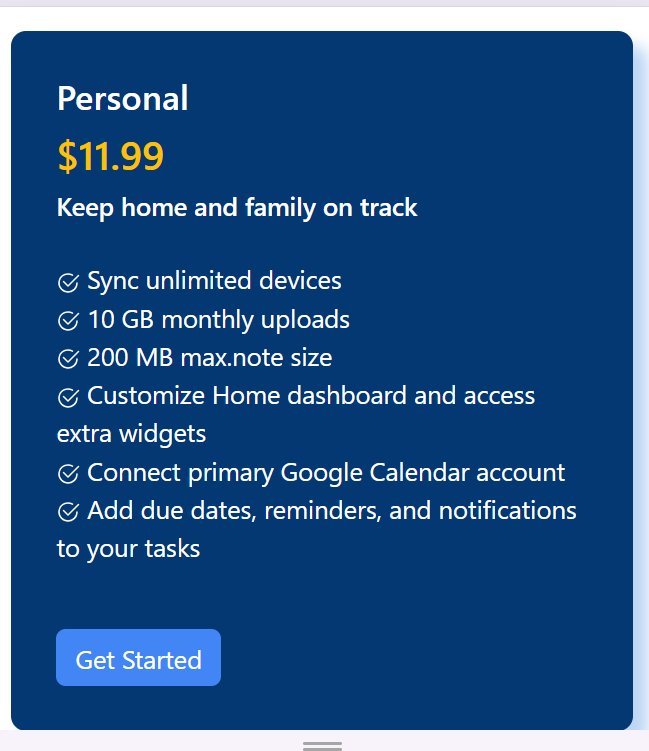 Personal
$11.99
Keep home and family on track
Sync unlimited devices
10 GB monthly uploads
200 MB max.note size
Customize Home dashboard and access
extra widgets
Connect primary Google Calendar account
Add due dates, reminders, and notifications
to your tasks
Get Started